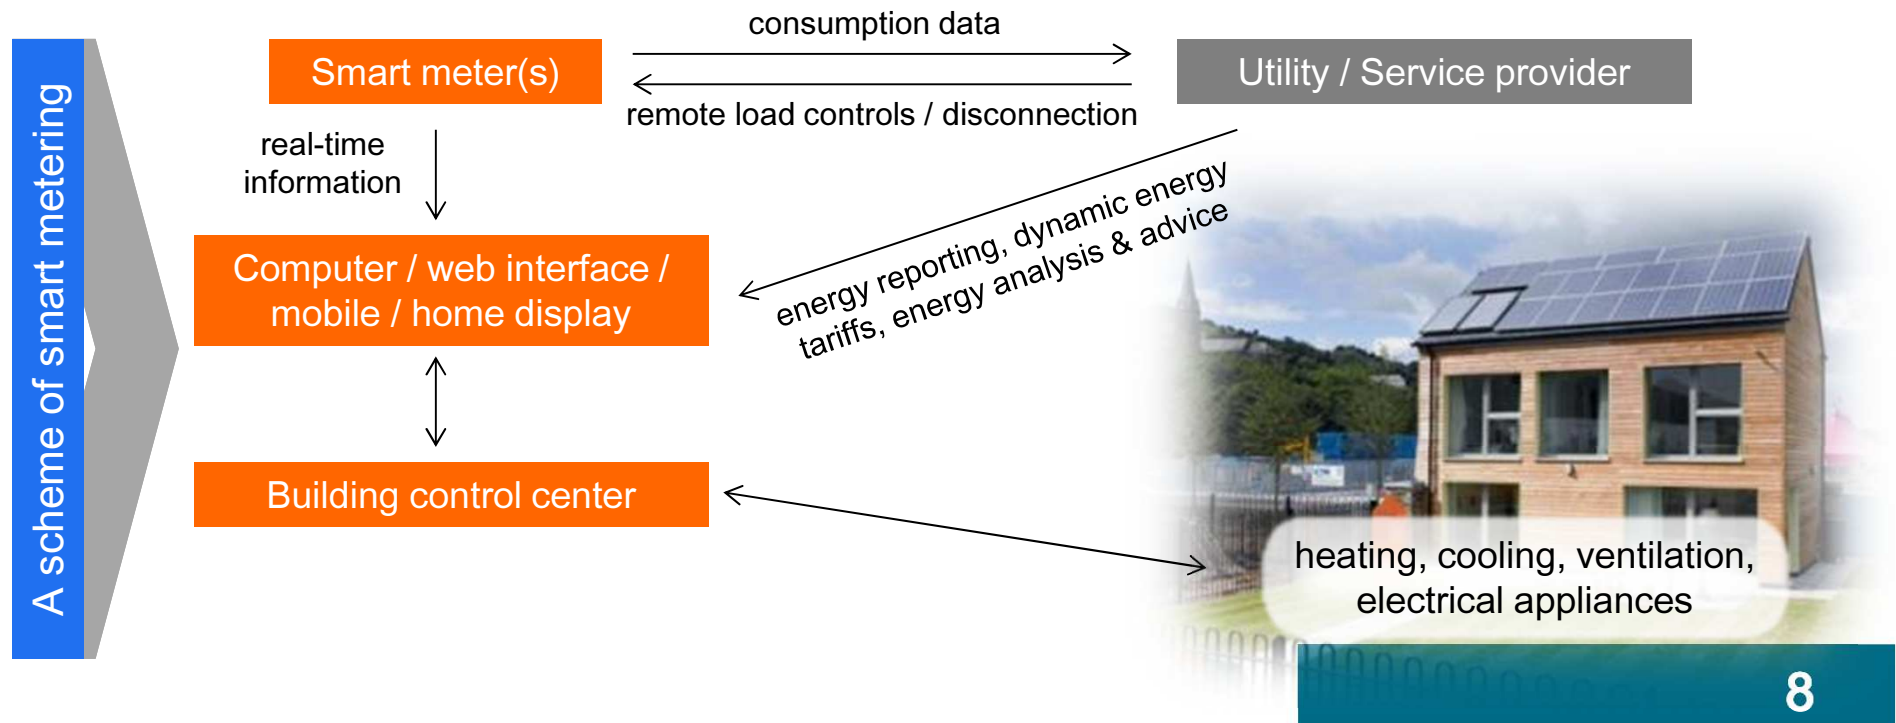 A scheme of smart metering
consumption data
Smart meter(s)
Utility / Service provider
remote load controls / disconnection
real-time
information
energy reporting, dynamic energy
tariffs, energy analysis & advice
Computer / web interface /
mobile / home display
Building control center
heating, cooling, ventilation,
electrical appliances
8